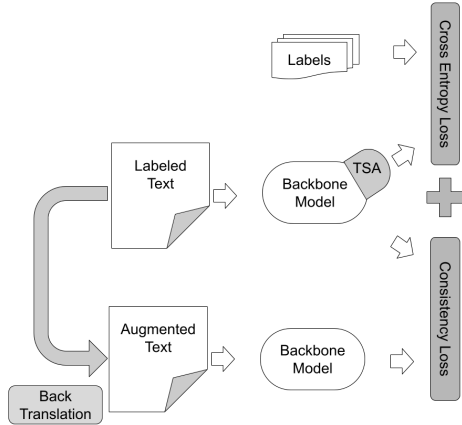 Labels
Cross Entropy Loss
Labeled
Text
TSA
Backbone
Model
Augmented
Text
Backbone
Model
Consistency Loss
Back
Translation